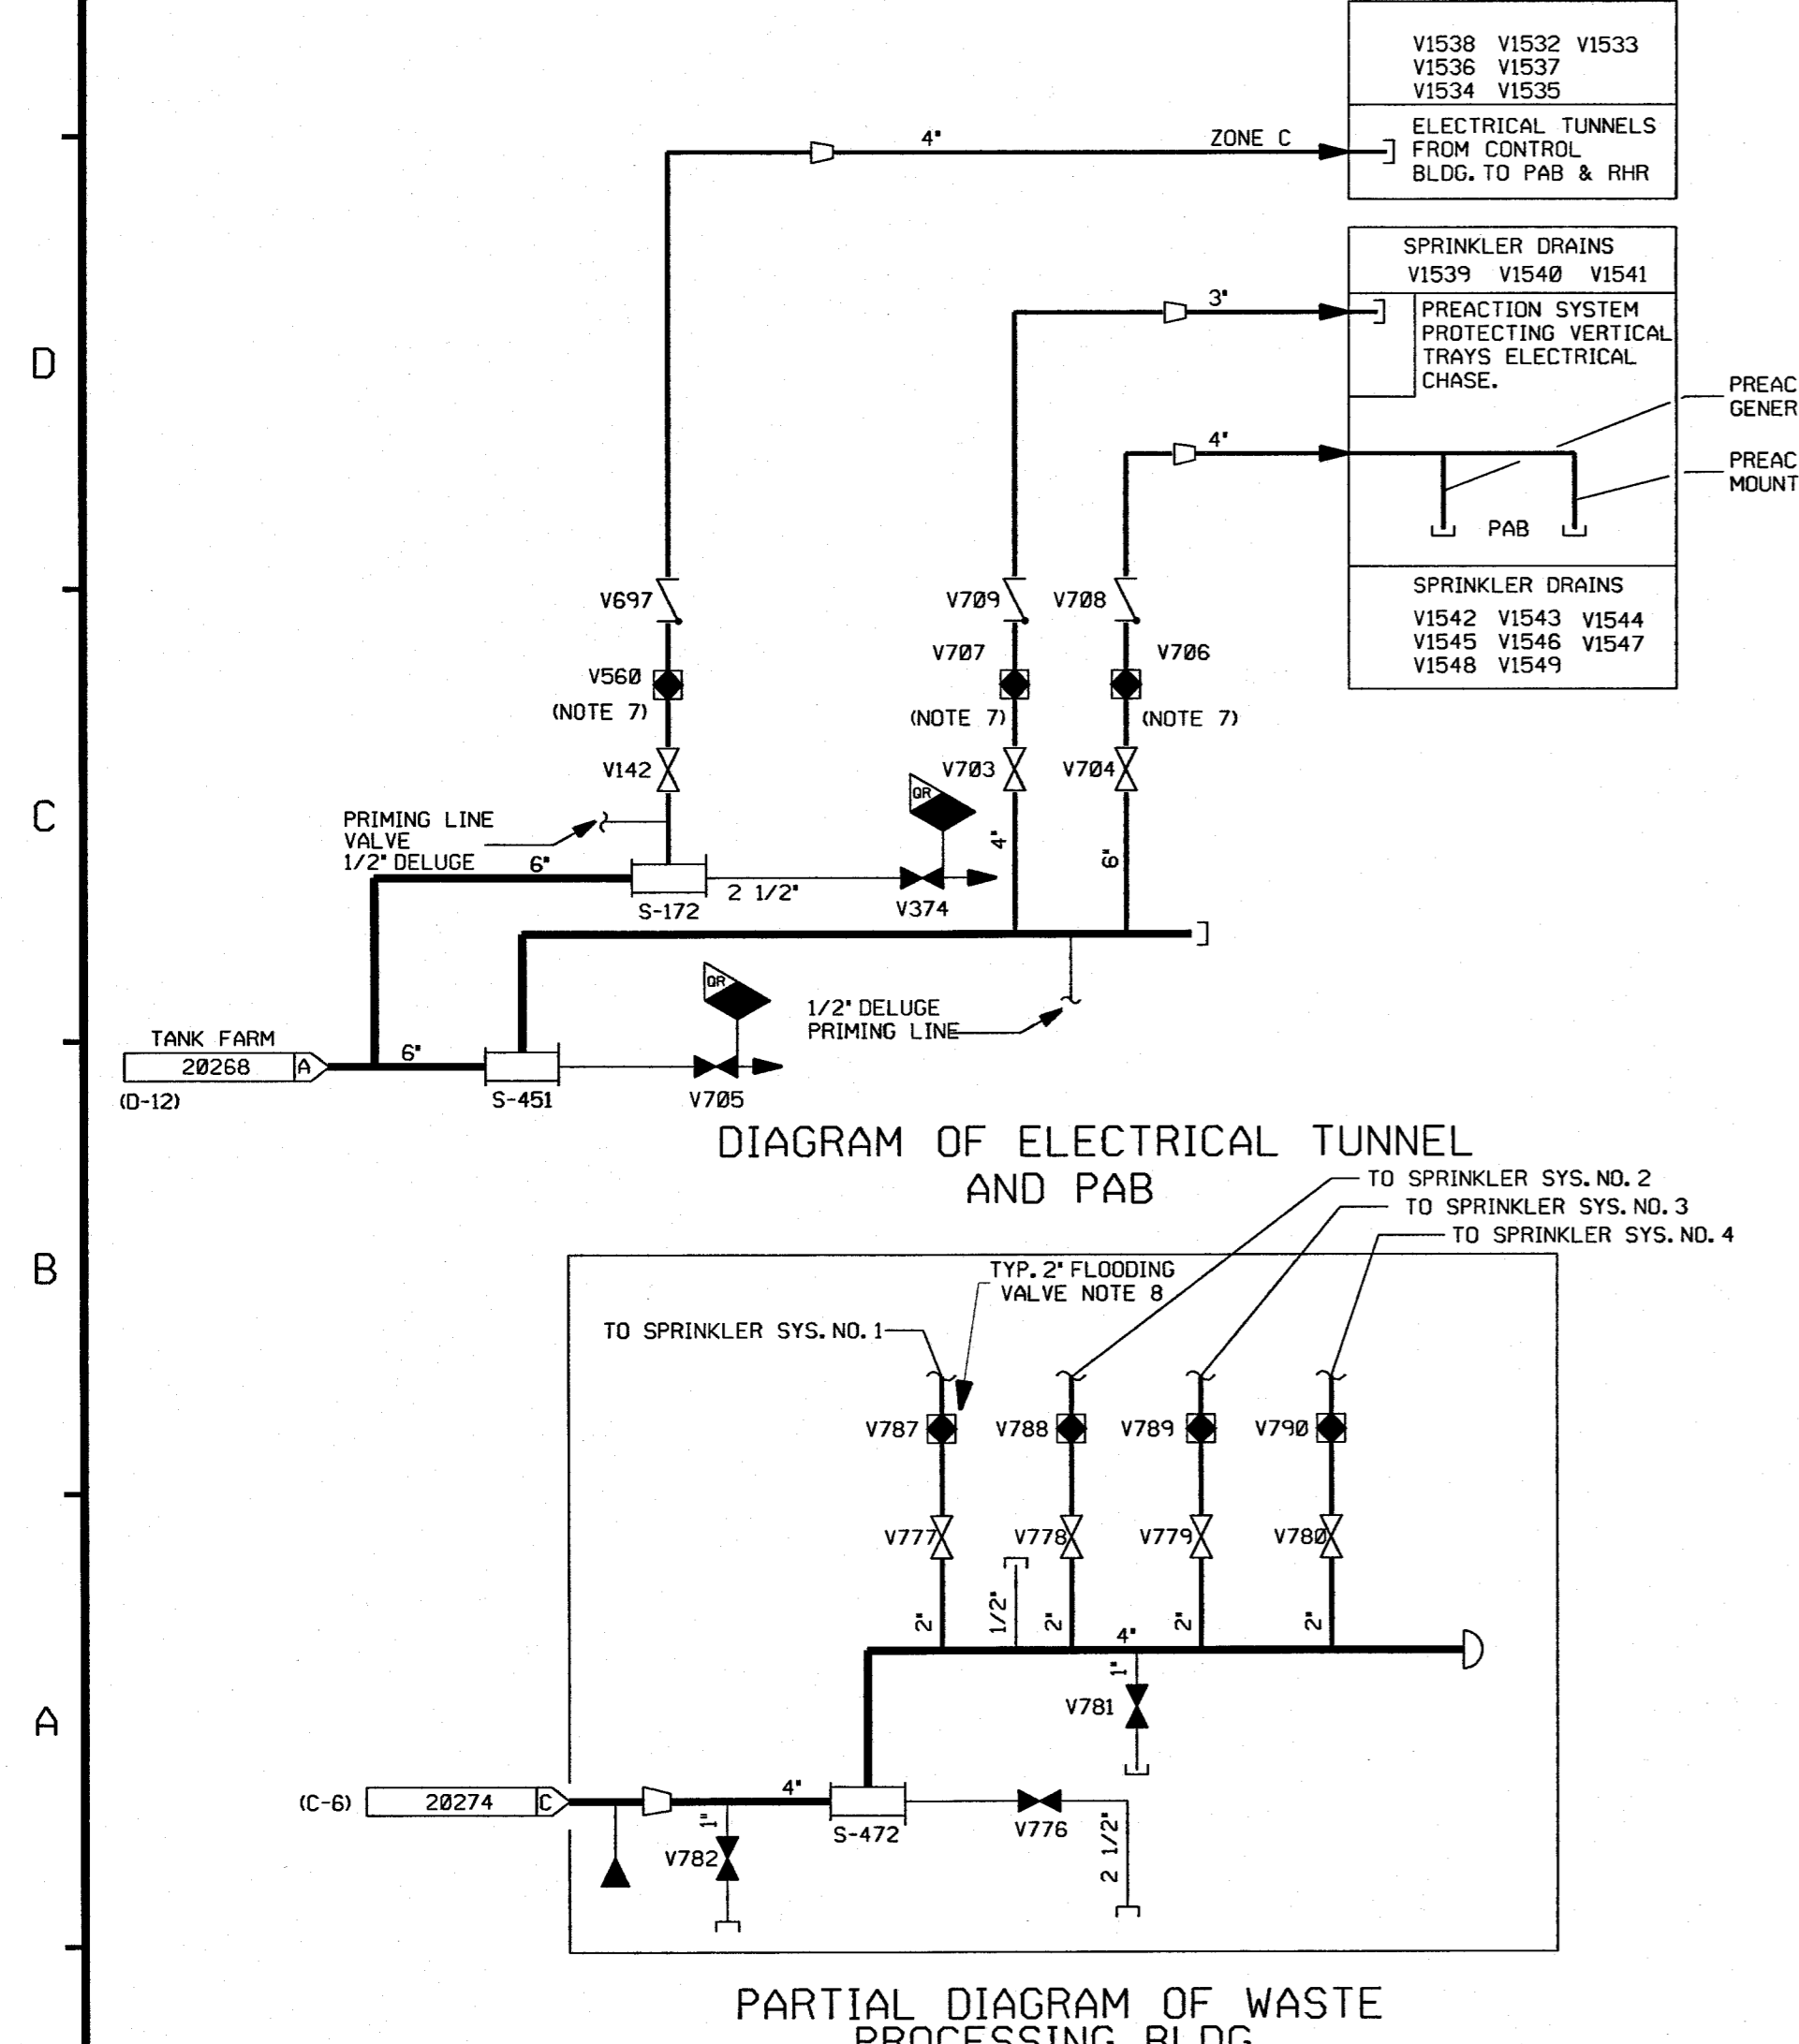 V1538 V1532 V1533
V1536 V1537
V1534 V1535
ELECTRICAL TUNNELS
FROM CONTROL
BLDG. TO PAB & RHR
4"
ZONE C
SPRINKLER DRAINS
V1539 V1540 V1541
3"
PREACTION SYSTEM
PROTECTING VERTICAL
TRAYS ELECTRICAL
CHASE.
D
PREAC
GENER
4"
PREAC
MOUNT
PAB
SPRINKLER DRAINS
V1542 V1543 V1544
V1545 V1546 V1547
V1548 V1549
V697
V709
V708
V707
V706
V560
(NOTE 7)
(NOTE 7)
(NOTE 7)
V142
V703
V704
QR
C
PRIMING LINE
VALVE
1/2" DELUGE
6"
4"
6"
2 1/2"
S-172
V374
QR
1/2" DELUGE
PRIMING LINE
TANK FARM
20268 A
(D-12)
6"
S-451
V705
DIAGRAM OF ELECTRICAL TUNNEL
AND PAB
TO SPRINKLER SYS. NO. 2
TO SPRINKLER SYS. NO. 3
TO SPRINKLER SYS. NO. 4
B
TYP. 2" FLOODING
VALVE NOTE 8
TO SPRINKLER SYS. NO. 1
V787
V788
V789
V790
V777
V778
V779
V780
2"
1/2"
2"
4"
2"
2"
1"
V781
A
(C-6)
20274 C
4"
1"
S-472
V776
V782
2 1/2"
PARTIAL DIAGRAM OF WASTE
PROCESSING BLDG